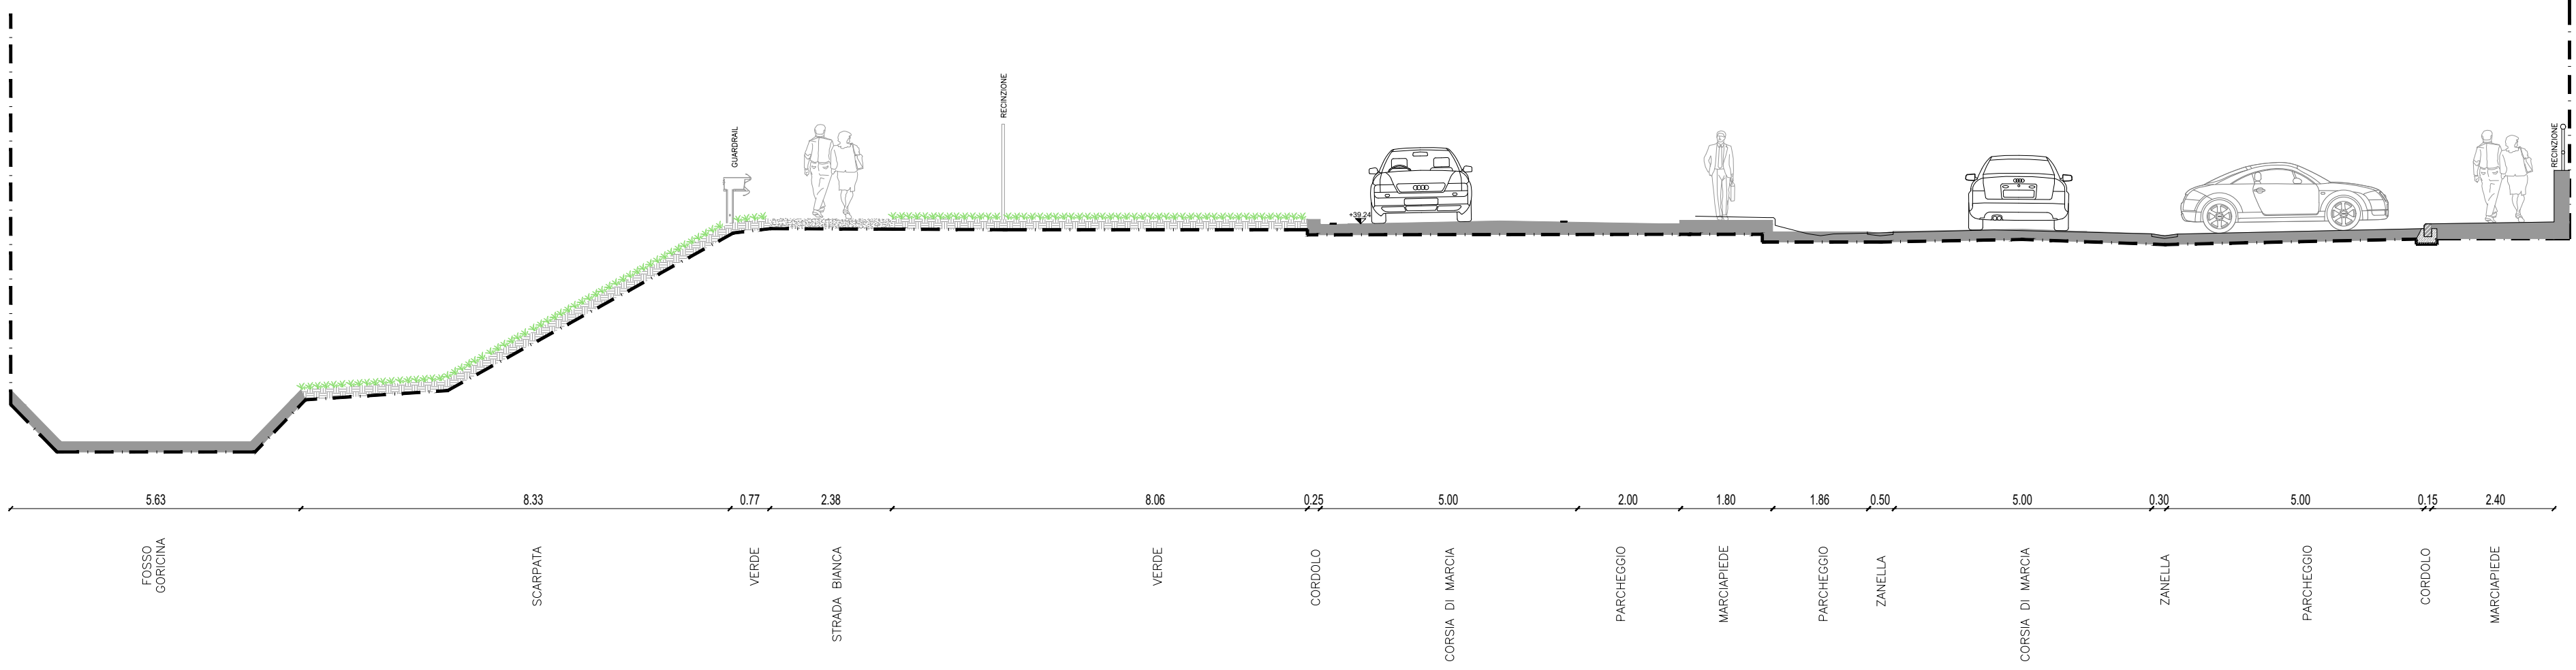 RECINZIONE
GUARDRAIL
RECINZIONE
+39.24
5.63
8.33
0.77
2.38
8.06
0.25
5.00
2.00
1.80
1.86
0.50
5.00
0.30
5.00
0.15
2.40
FOSSO
GORICINA
SCARPATA
VERDE
STRADA BIANCA
VERDE
CORDOLO
CORSIA DI MARCIA
PARCHEGGIO
MARCIAPIEDE
PARCHEGGIO
ZANELLA
CORSIA DI MARCIA
ZANELLA
PARCHEGGIO
CORDOLO
MARCIAPIEDE